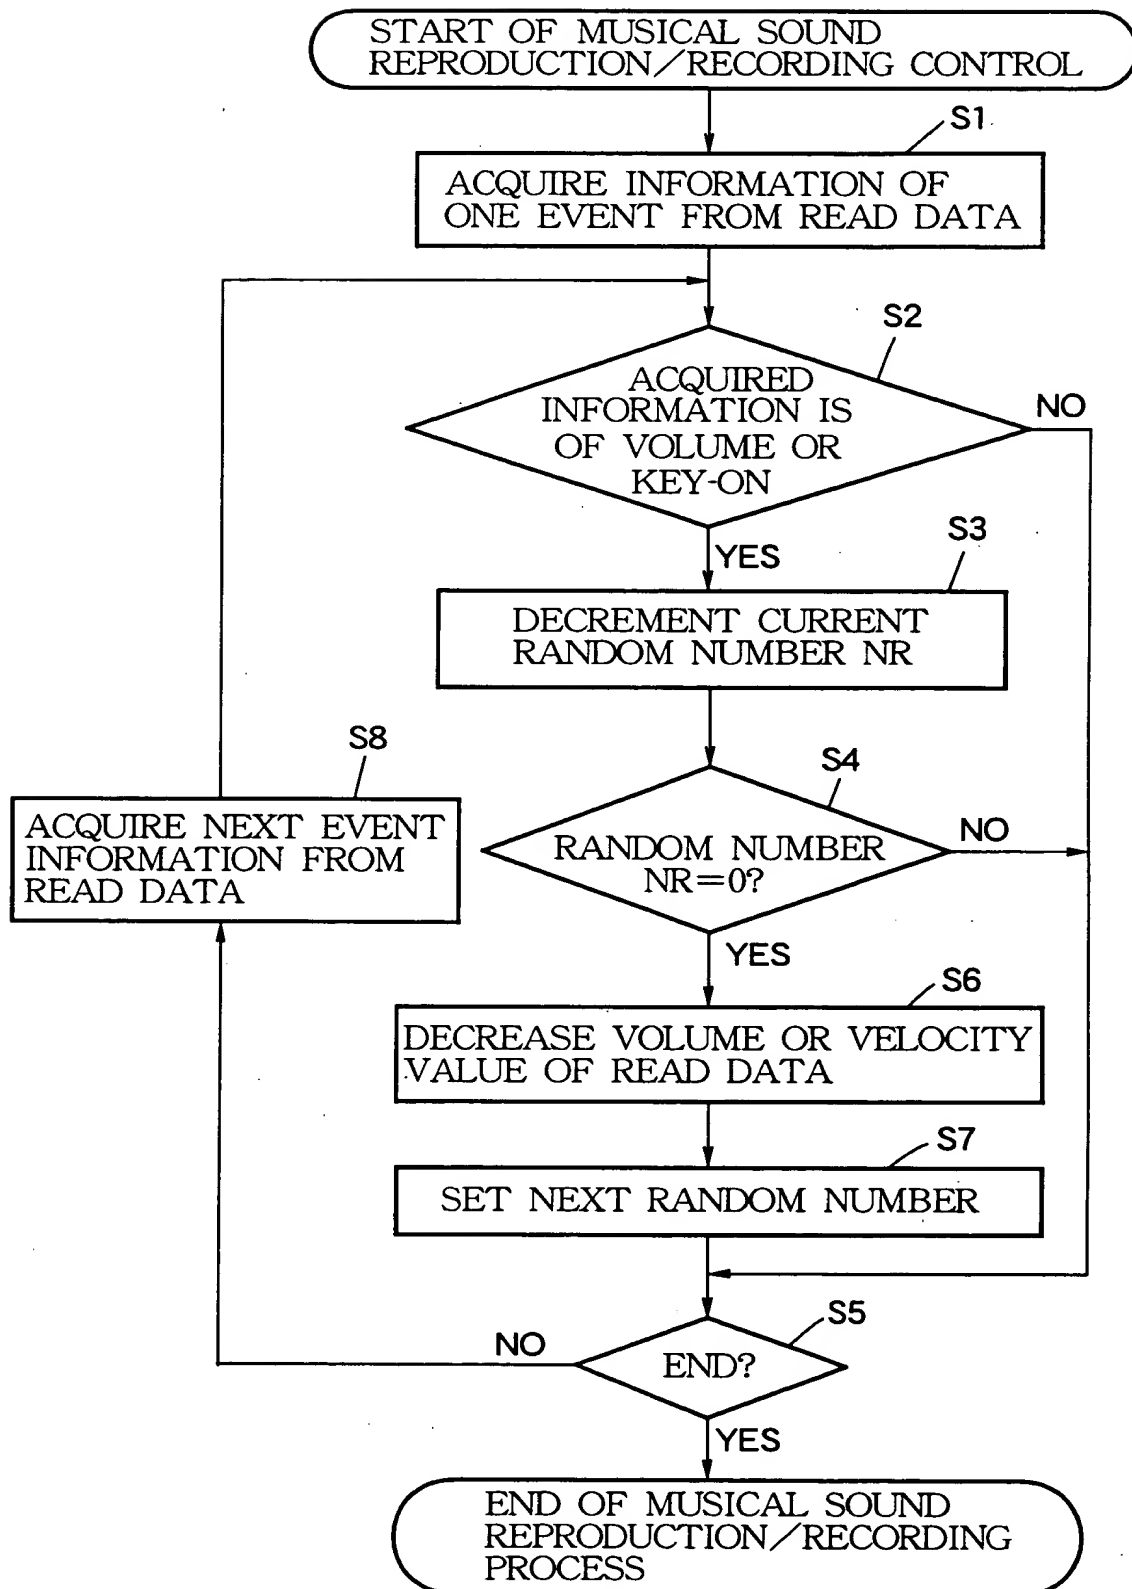 START OF MUSICAL SOUND
REPRODUCTION/RECORDING CONTROL
S1
ACQUIRE INFORMATION OF
ONE EVENT FROM READ DATA
S2
ACQUIRED
INFORMATION IS
OF VOLUME OR
KEY-ON
NO
YES
S3
DECREMENT CURRENT
RANDOM NUMBER NR
S8
ACQUIRE NEXT EVENT
INFORMATION FROM
READ DATA
S4
RANDOM NUMBER
NR=0?
NO
YES
S6
DECREASE VOLUME OR VELOCITY
VALUE OF READ DATA
S7
SET NEXT RANDOM NUMBER
S5
NO
END?
YES
END OF MUSICAL SOUND
REPRODUCTION/RECORDING
PROCESS